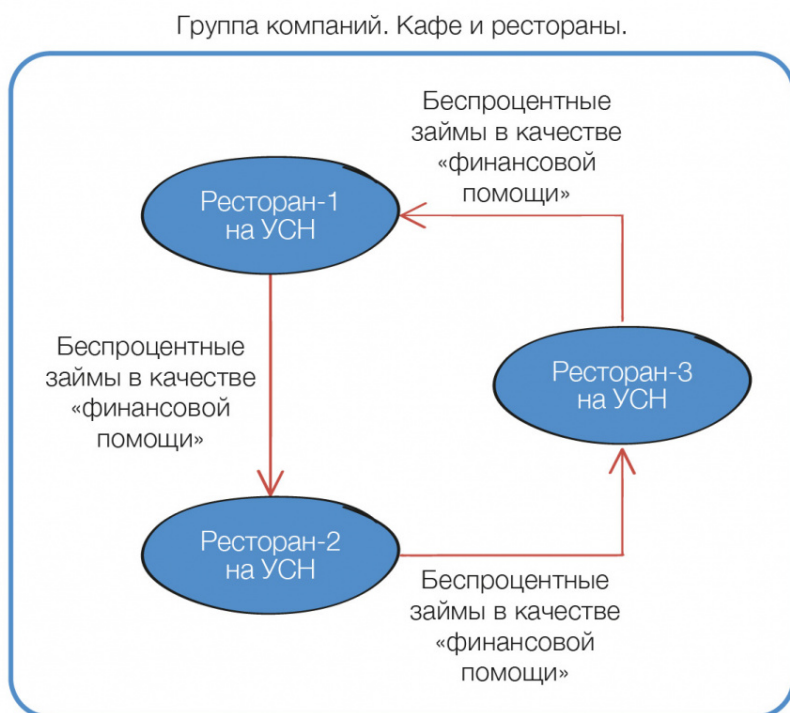 Группа компаний. Кафе и рестораны.
Беспроцентные
займы в качестве
«финансовой
помощи»
Ресторан-1
на УСН
Беспроцентные
займы в качестве
«финансовой
помощи»
Ресторан-3
на УСН
Ресторан-2
на УСН
Беспроцентные
займы в качестве
«финансовой
помощи»